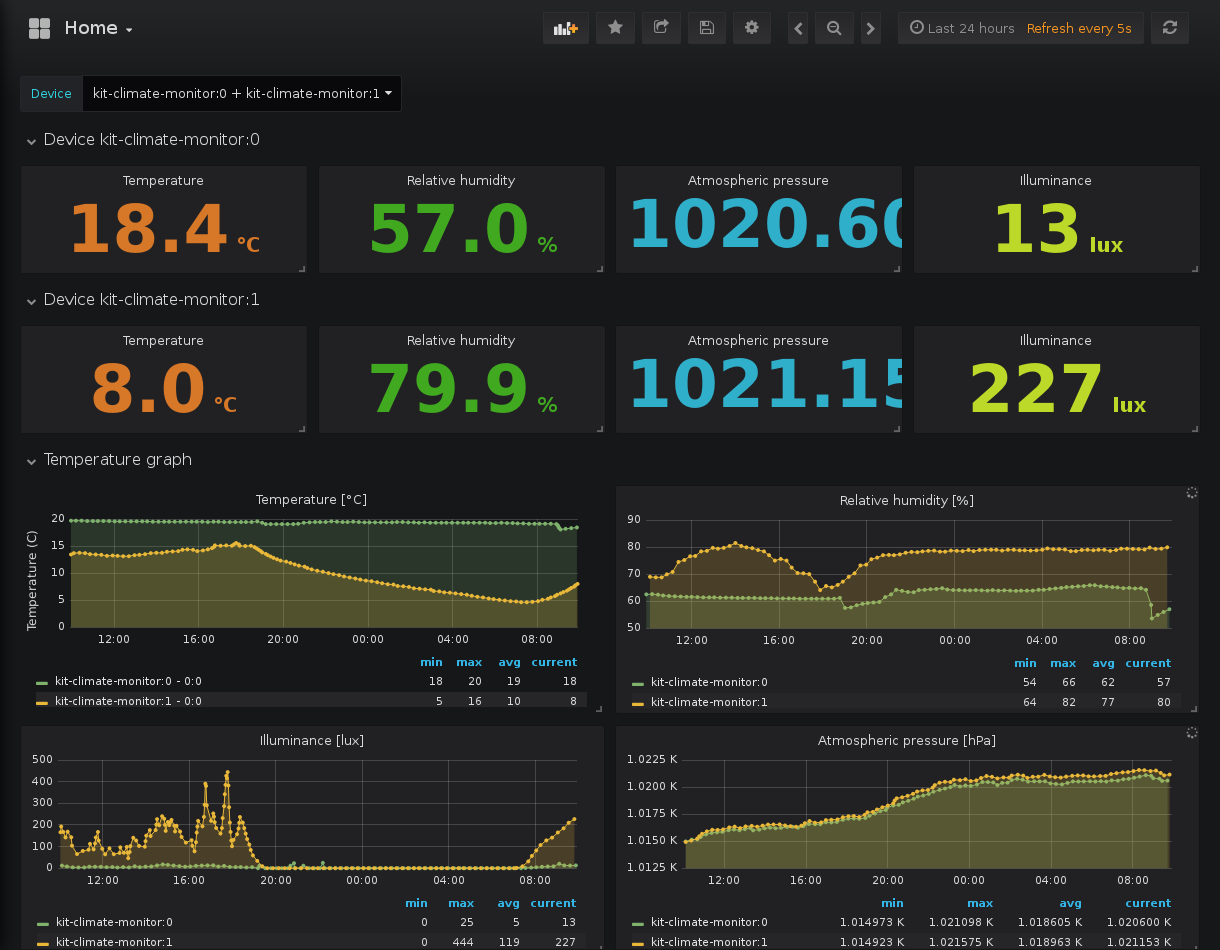 Home
Last 24 hours Refresh every 5s
Device kit-climate-monitor:0 + kit-climate-monitor:1
Device kit-climate-monitor:0
Temperature Relative humidity Atmospheric pressure Illuminance
18.4 °C 57.0 % 1020.60 13 lux
Device kit-climate-monitor:1
Temperature Relative humidity Atmospheric pressure Illuminance
8.0 °C 79.9 % 1021.15 227 lux
Temperature graph
Temperature [°C]
Temperature (C)
20
15
10
5
0
12:00 16:00 20:00 00:00 04:00 08:00
min max avg current
kit-climate-monitor:0 - 0:0 18 20 19 18
kit-climate-monitor:1 - 0:0 5 16 10 8
Relative humidity [%]
90
80
70
60
50
12:00 16:00 20:00 00:00 04:00 08:00
min max avg current
kit-climate-monitor:0 54 66 62 57
kit-climate-monitor:1 64 82 77 80
Illuminance [lux]
500
400
300
200
100
0
12:00 16:00 20:00 00:00 04:00 08:00
min max avg current
kit-climate-monitor:0 0 25 5 13
kit-climate-monitor:1 0 444 119 227
Atmospheric pressure [hPa]
1.0225 K
1.0200 K
1.0175 K
1.0150 K
1.0125 K
12:00 16:00 20:00 00:00 04:00 08:00
min max avg current
kit-climate-monitor:0 1.014973 K 1.021098 K 1.018605 K 1.020600 K
kit-climate-monitor:1 1.014923 K 1.021575 K 1.018963 K 1.021153 K